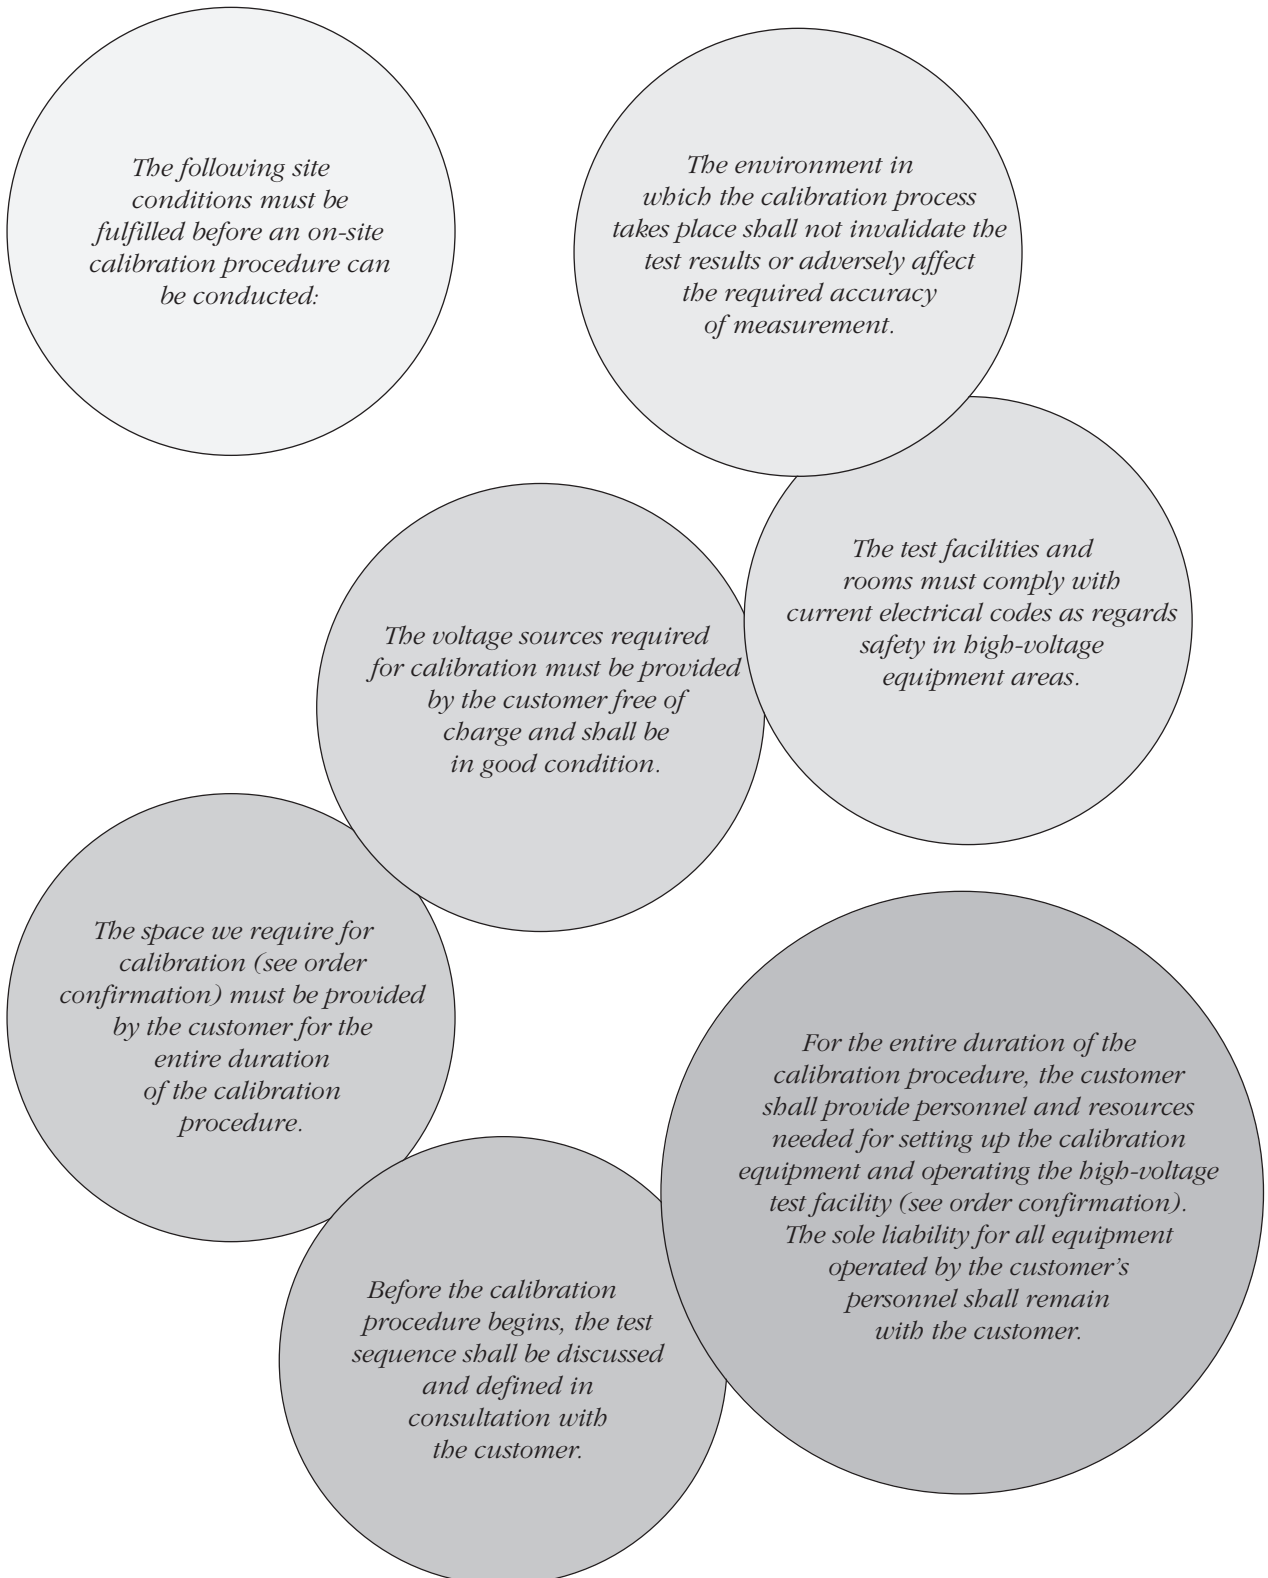 The following site
conditions must be
fulfilled before an on-site
calibration procedure can
be conducted:
The environment in
which the calibration process
takes place shall not invalidate the
test results or adversely affect
the required accuracy
of measurement.
The test facilities and
rooms must comply with
current electrical codes as regards
safety in high-voltage
equipment areas.
The voltage sources required
for calibration must be provided
by the customer free of
charge and shall be
in good condition.
The space we require for
calibration (see order
confirmation) must be provided
by the customer for the
entire duration
of the calibration
procedure.
Before the calibration
procedure begins, the test
sequence shall be discussed
and defined in
consultation with
the customer.
For the entire duration of the
calibration procedure, the customer
shall provide personnel and resources
needed for setting up the calibration
equipment and operating the high-voltage
test facility (see order confirmation).
The sole liability for all equipment
operated by the customer’s
personnel shall remain
with the customer.